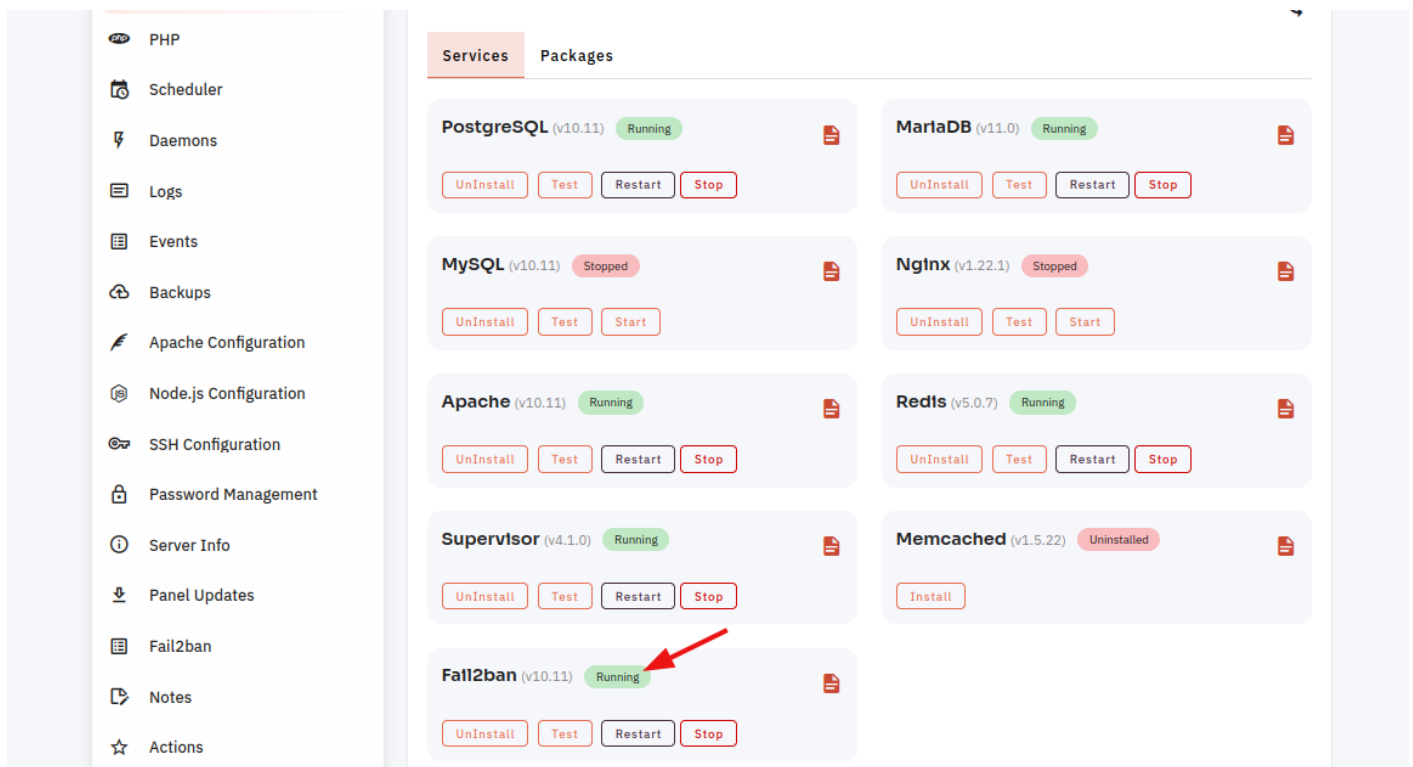 PHP
Scheduler
Daemons
Logs
Events
Backups
Apache Configuration
Node.js Configuration
SSH Configuration
Password Management
Server Info
Panel Updates
Fail2ban
Notes
Actions
Services Packages
PostgreSQL (v10.11) Running
UnInstall Test Restart Stop
MariaDB (v11.0) Running
UnInstall Test Restart Stop
MySQL (v10.11) Stopped
UnInstall Test Start
Nginx (v1.22.1) Stopped
UnInstall Test Start
Apache (v10.11) Running
UnInstall Test Restart Stop
Redis (v5.0.7) Running
UnInstall Test Restart Stop
Supervisor (v4.1.0) Running
UnInstall Test Restart Stop
Memcached (v1.5.22) Uninstalled
Install
Fail2ban (v10.11) Running
UnInstall Test Restart Stop